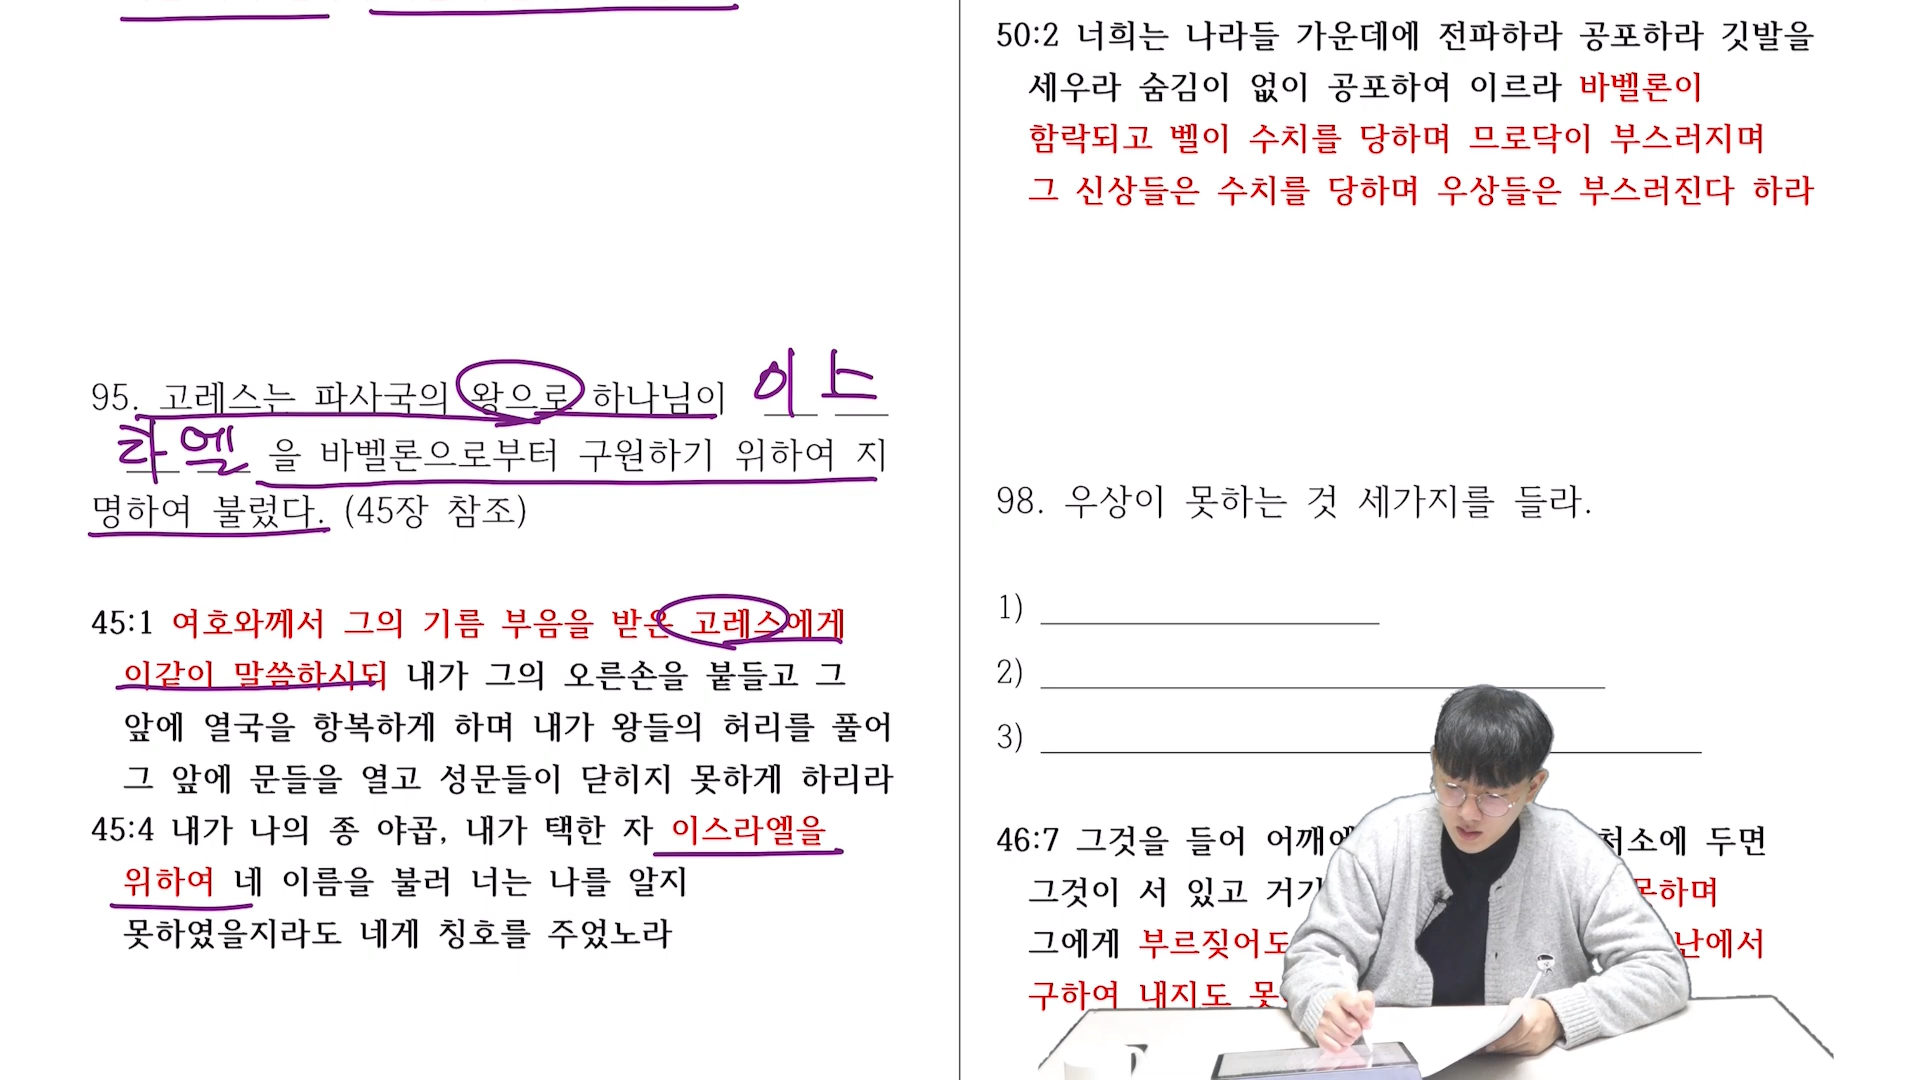 95. 고레스는 파사국의 왕으로 하나님이 이 스
라 엘 을 바벨론으로부터 구원하기 위하여 지
명하여 불렀다. (45장 참조)
45:1 여호와께서 그의 기름 부음을 받은 고레스에게
이같이 말씀하시되 내가 그의 오른손을 붙들고 그
앞에 열국을 항복하게 하며 내가 왕들의 허리를 풀어
그 앞에 문들을 열고 성문들이 닫히지 못하게 하리라
45:4 내가 나의 종 야곱, 내가 택한 자 이스라엘을
위하여 네 이름을 불러 너는 나를 알지
못하였을지라도 네게 칭호를 주었노라
50:2 너희는 나라들 가운데에 전파하라 공포하라 깃발을
세우라 숨김이 없이 공포하여 이르라 바벨론이
함락되고 벨이 수치를 당하며 므로닥이 부스러지며
그 신상들은 수치를 당하며 우상들은 부스러진다 하라
98. 우상이 못하는 것 세가지를 들라.
1)
2)
3)
46:7 그것을 들어 어깨에 처소에 두면
그것이 서 있고 거기 못하며
그에게 부르짖어도 난에서
구하여 내지도 못